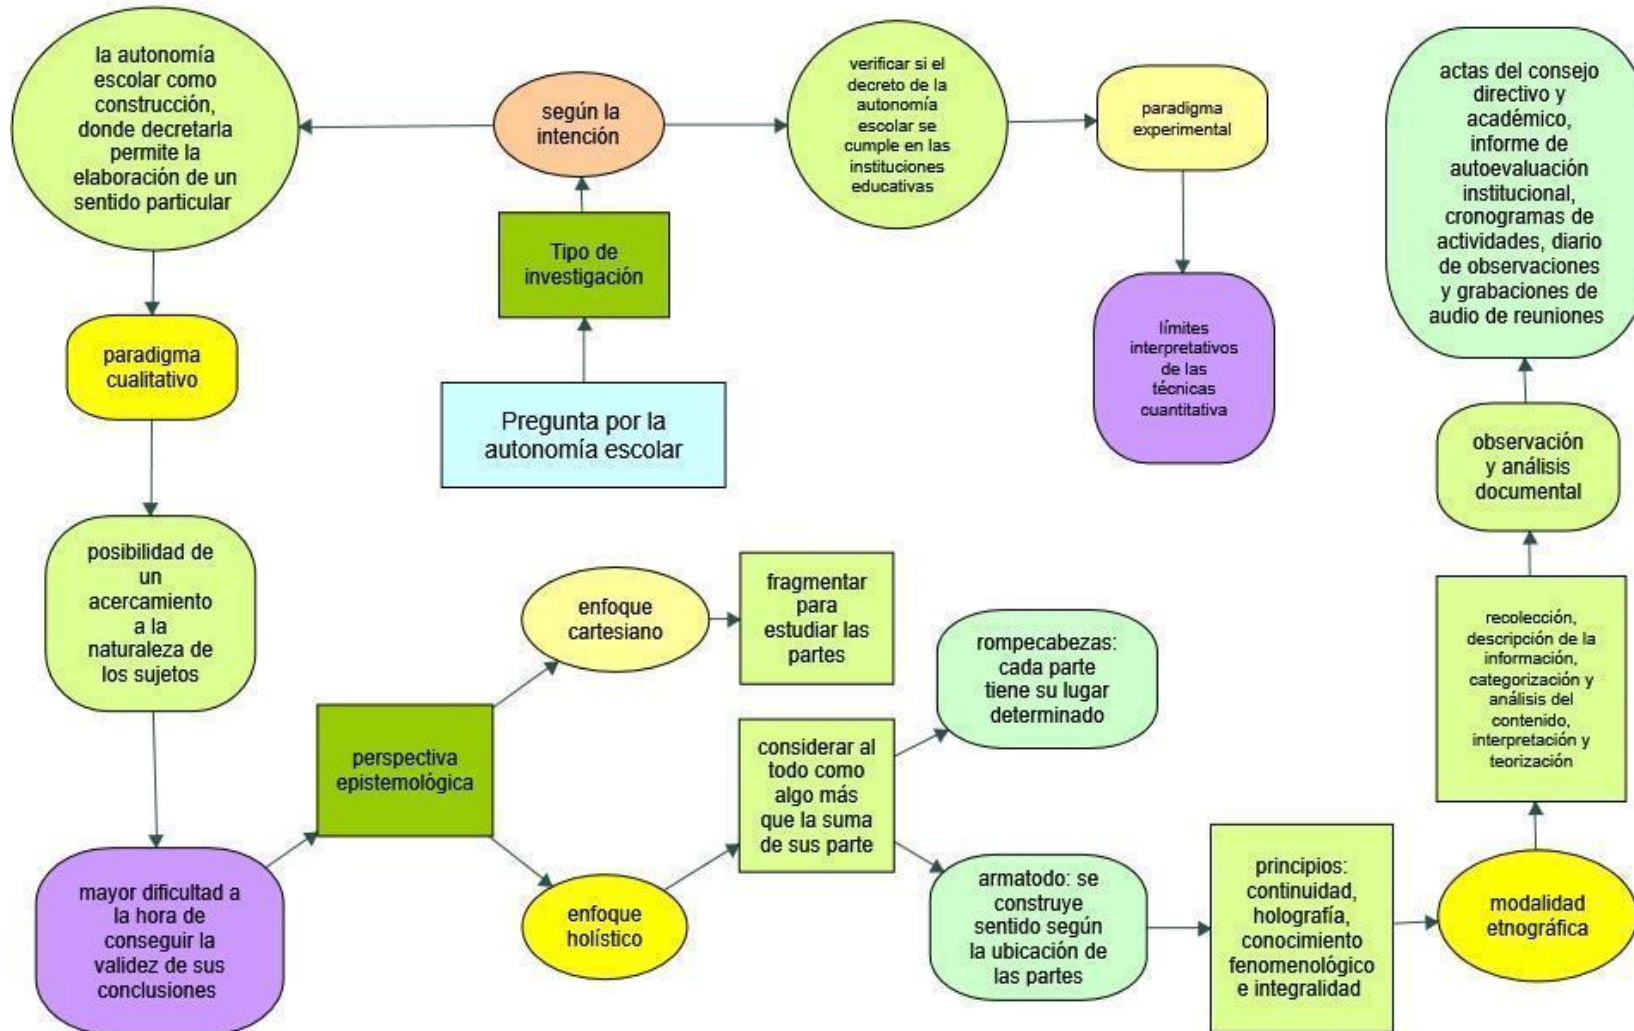 la autonomía
escolar como
construcción,
donde decretarla
permite la
elaboración de un
sentido particular
según la
intención
verificar si el
decreto de la
autonomía
escolar se
cumple en las
instituciones
educativas
paradigma
experimental
actas del consejo
directivo y
académico,
informe de
autoevaluación
institucional,
cronogramas de
actividades, diario
de observaciones
y grabaciones de
audio de reuniones
Tipo de
investigación
límites
interpretativos
de las
técnicas
cuantitativa
paradigma
cualitativo
Pregunta por la
autonomía escolar
observación
y análisis
documental
posibilidad de
un
acercamiento
a la
naturaleza de
los sujetos
enfoque
cartesiano
fragmentar
para
estudiar las
partes
rompecabezas:
cada parte
tiene su lugar
determinado
recolección,
descripción de la
información,
categorización y
análisis del
contenido,
interpretación y
teorización
perspectiva
epistemológica
considerar al
todo como
algo más
que la suma
de sus parte
mayor dificultad a
la hora de
conseguir la
validez de sus
conclusiones
enfoque
holístico
armatodo: se
construye
sentido según
la ubicación de
las partes
principios:
continuidad,
holografía,
conocimiento
fenomenológico
e integralidad
modalidad
etnográfica